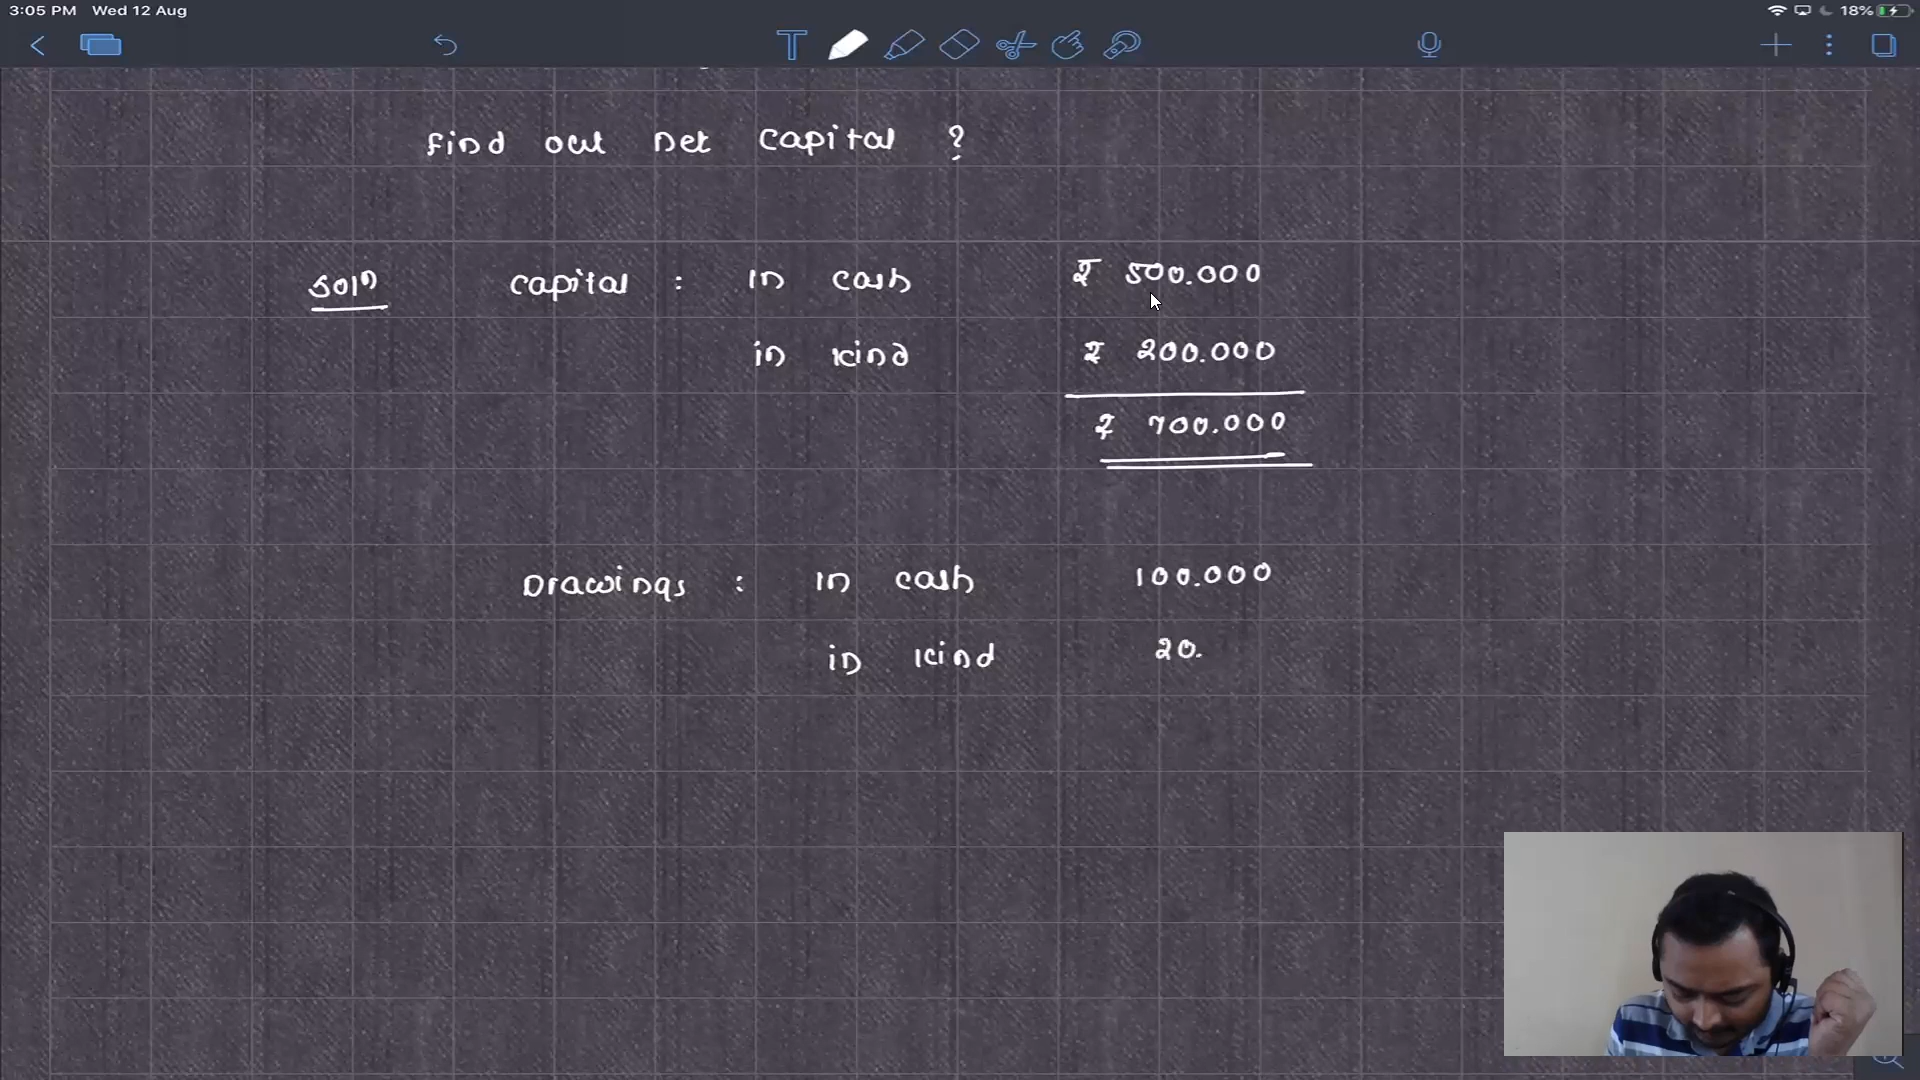 3:05 PM Wed 12 Aug 18%
Find out net capital ?
Soln capital : in cash ₹ 500.000
in kind ₹ 200.000
₹ 700.000
Drawings : in cash 100.000
in kind 20.